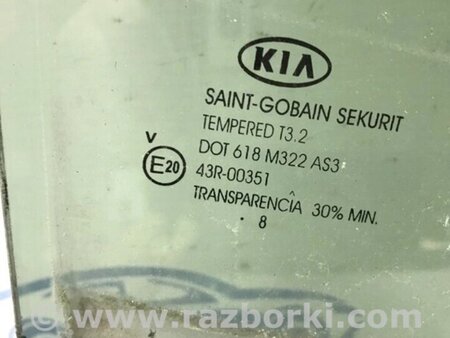 KIA
SAINT-GOBAIN SEKURIT
TEMPERED T3.2
DOT 618 M322 AS3
V
E20
43R-00351
TRANSPARENCÎA 30% MIN.
. 8
www.razborki.com